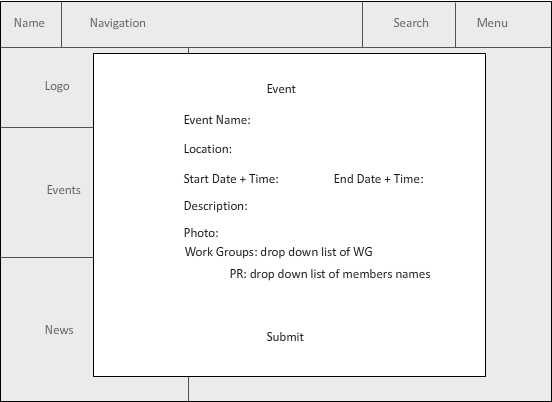 Name Navigation Search Menu
Logo
Events
News
Event
Event Name:
Location:
Start Date + Time: End Date + Time:
Description:
Photo:
Work Groups: drop down list of WG
PR: drop down list of members names
Submit